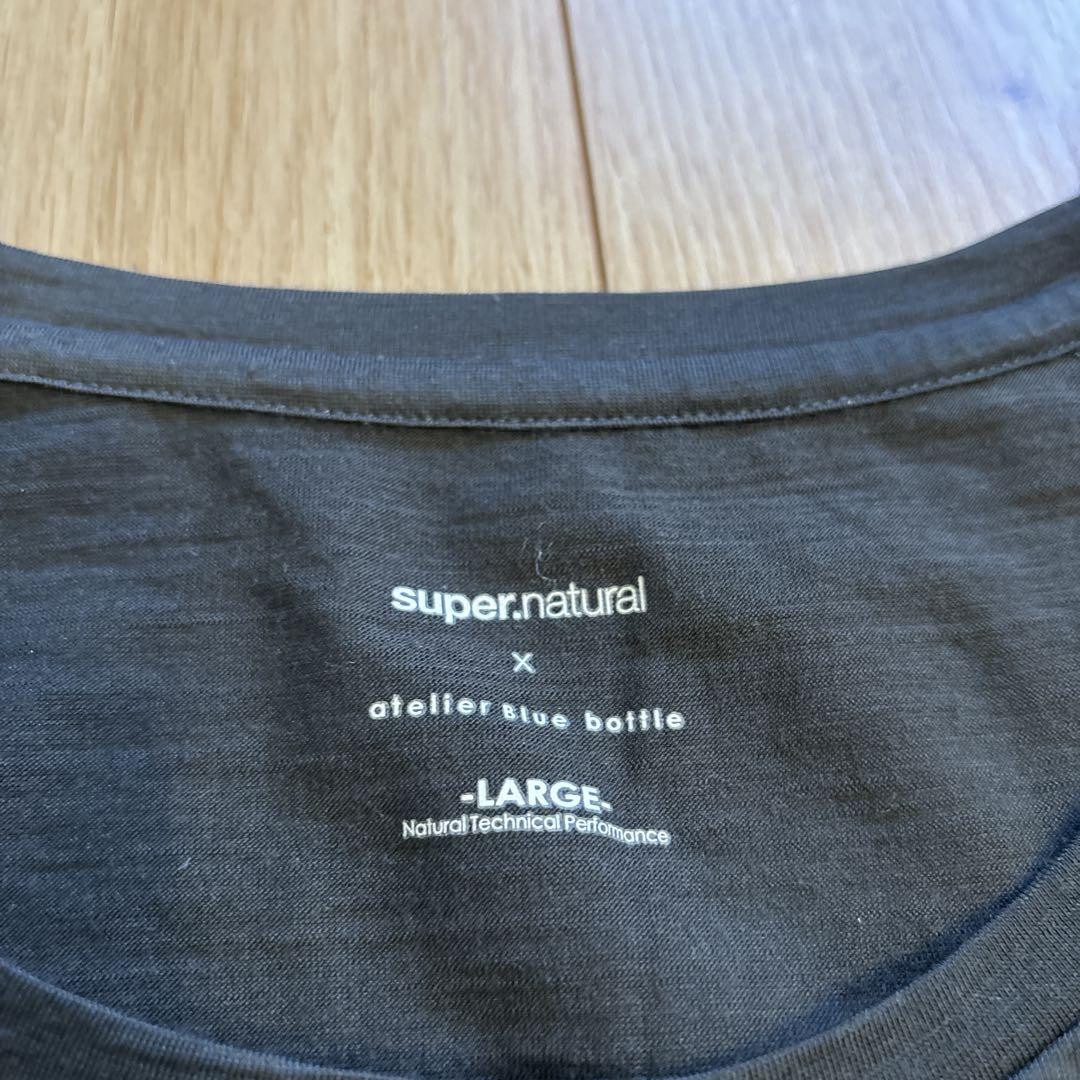 super.natural
x
atelier Blue bottle
-LARGE-
Natural Technical Performance